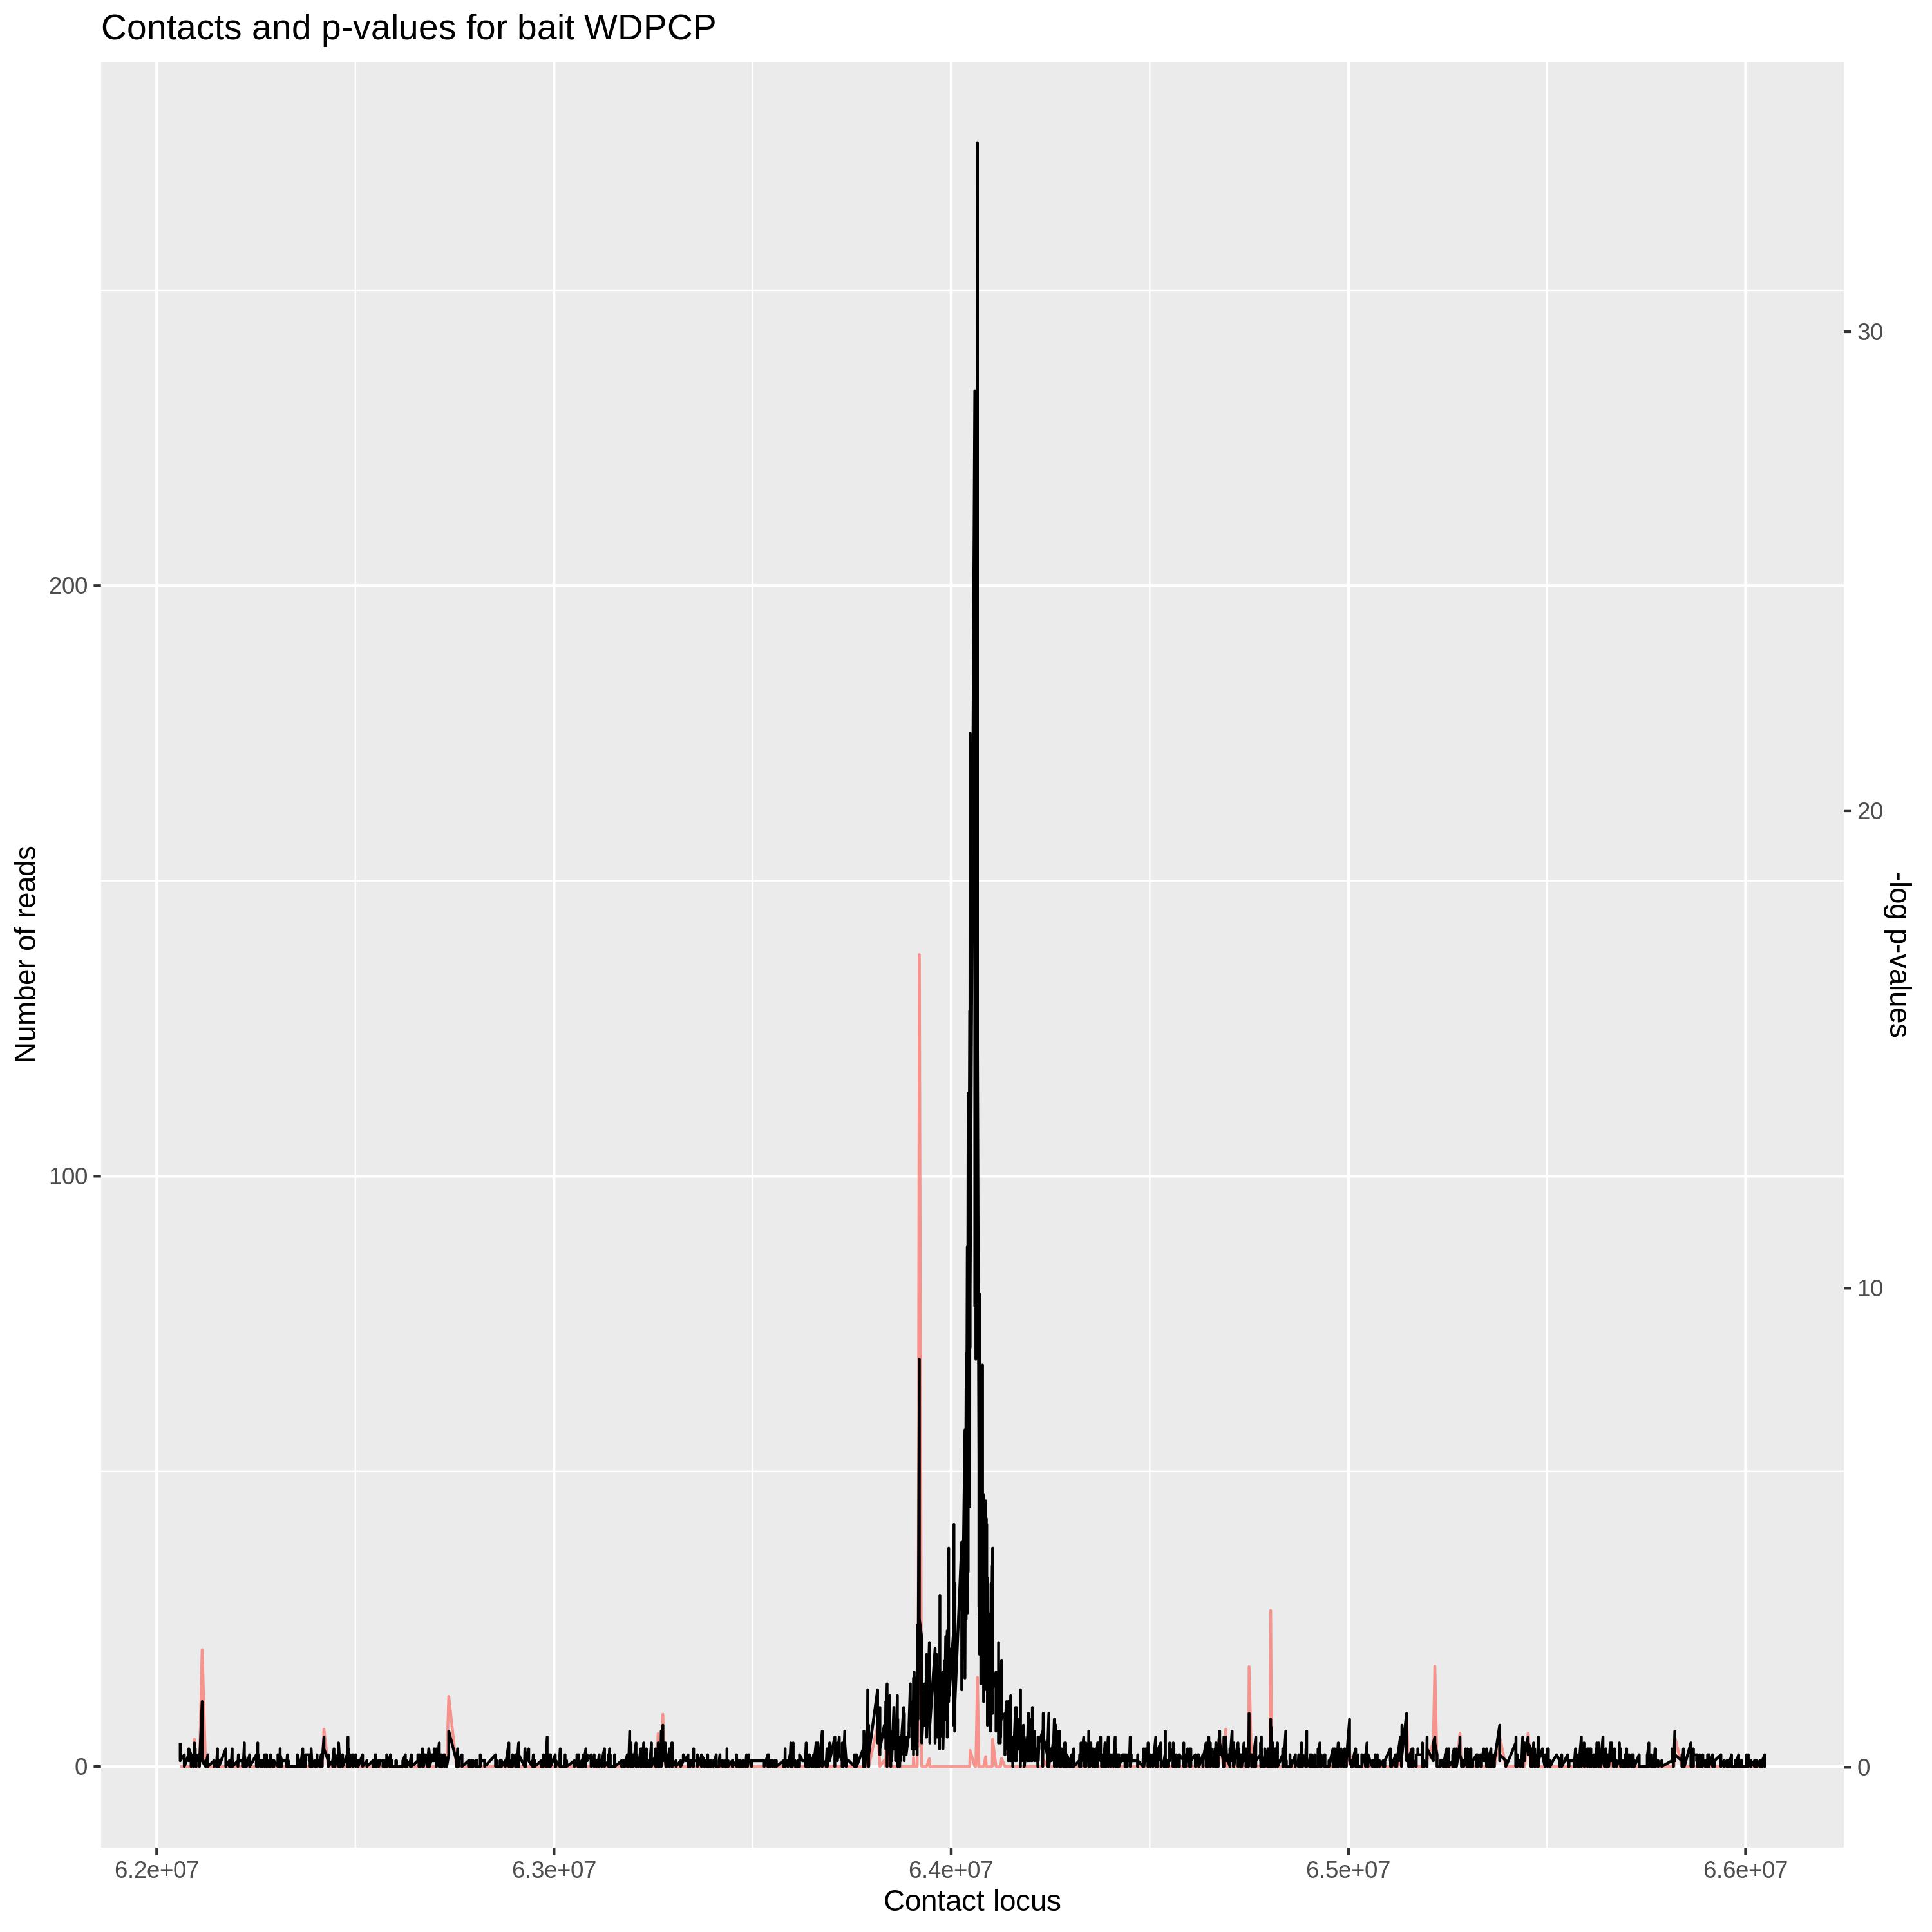 Contacts and p-values for bait WDPCP
Number of reads
200
100
0
30
20
10
0
-log p-values
6.2e+07
6.3e+07
6.4e+07
6.5e+07
6.6e+07
Contact locus